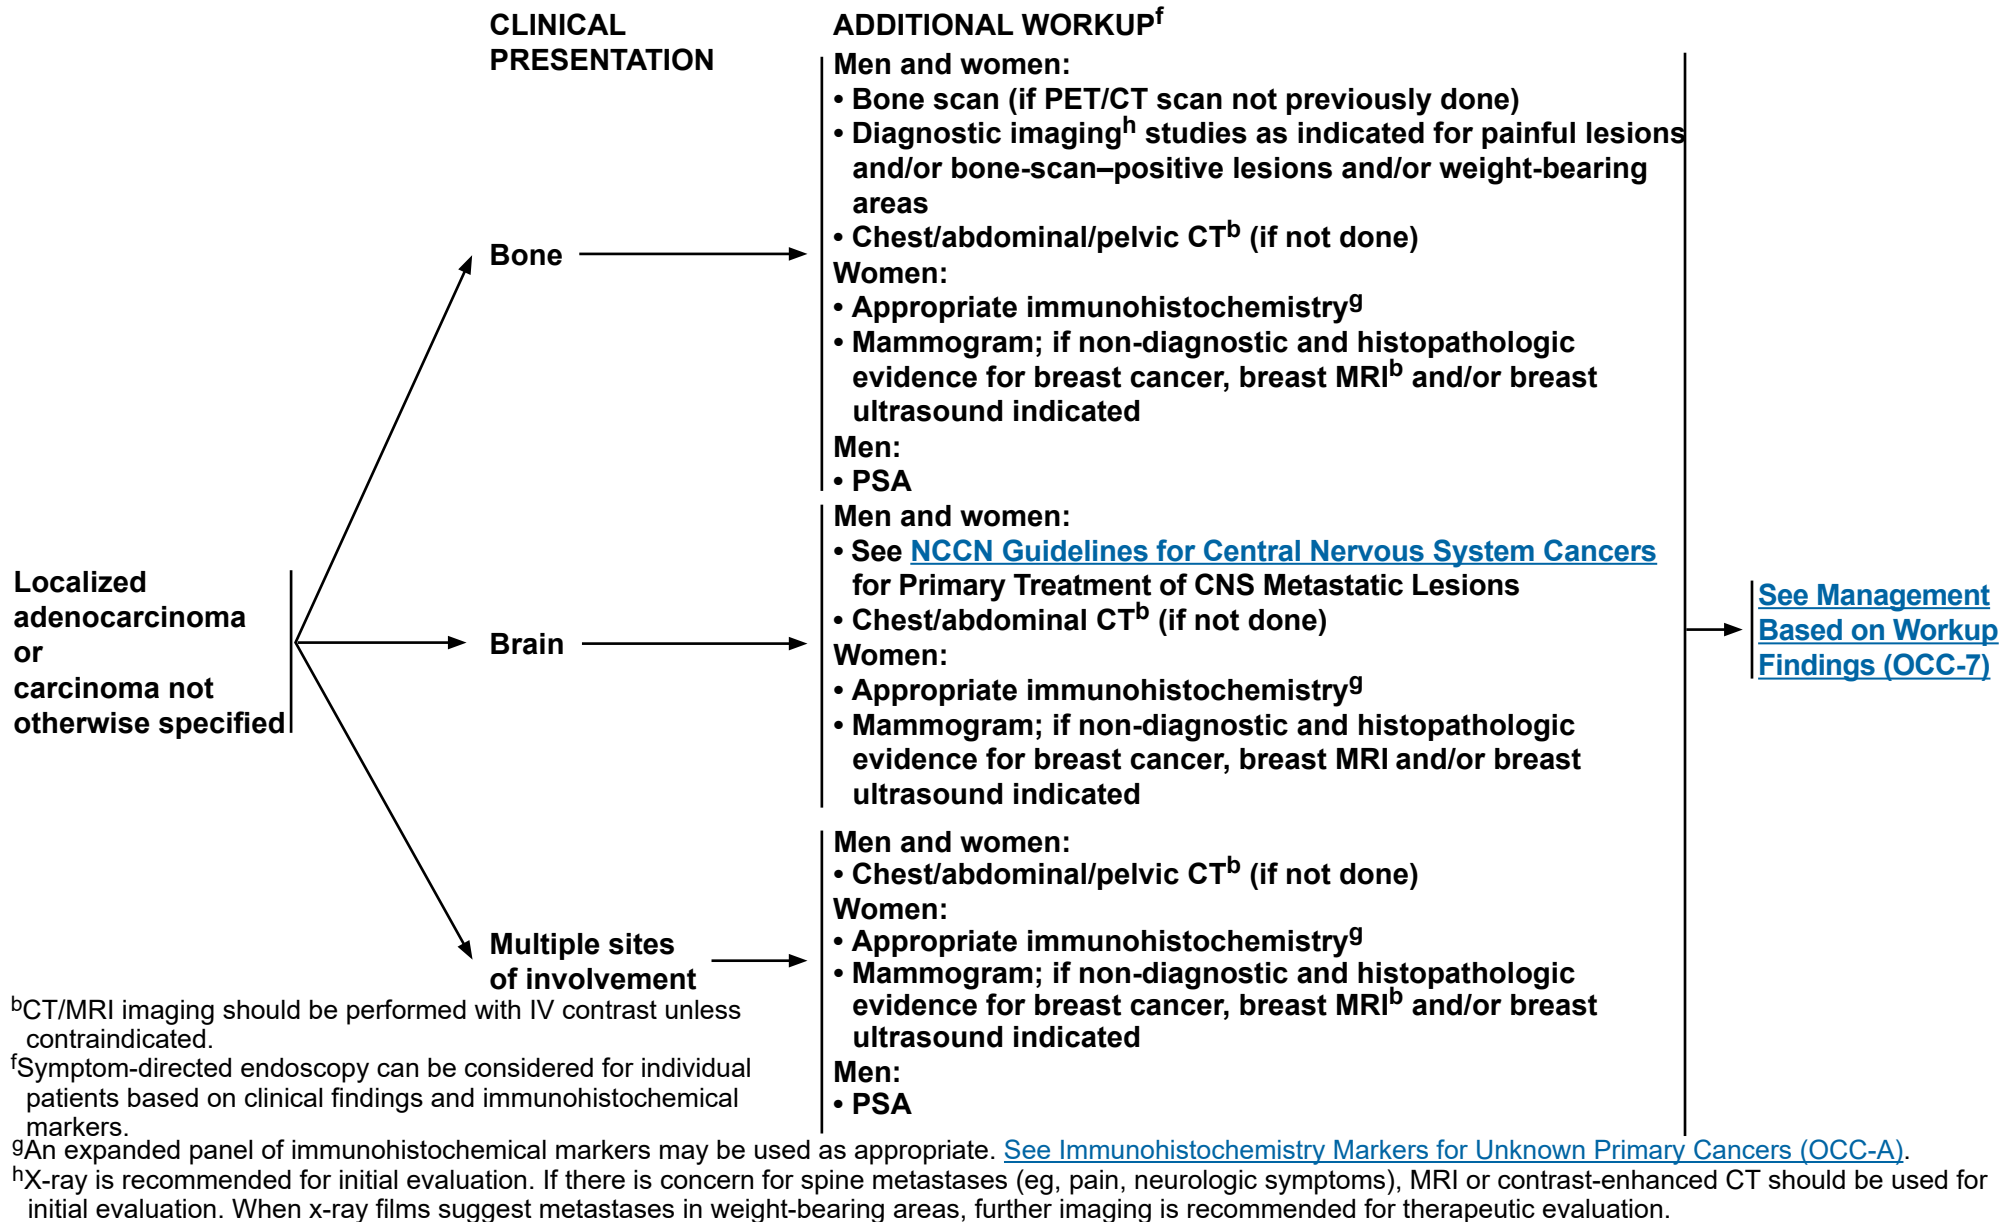 CLINICAL
PRESENTATION
ADDITIONAL WORKUPf
Localized
adenocarcinoma
or
carcinoma not
otherwise specified
Bone
Men and women:
• Bone scan (if PET/CT scan not previously done)
• Diagnostic imagingh studies as indicated for painful lesions
and/or bone-scan–positive lesions and/or weight-bearing
areas
• Chest/abdominal/pelvic CTb (if not done)
Women:
• Appropriate immunohistochemistryg
• Mammogram; if non-diagnostic and histopathologic
evidence for breast cancer, breast MRIb and/or breast
ultrasound indicated
Men:
• PSA
Brain
Men and women:
• See NCCN Guidelines for Central Nervous System Cancers
for Primary Treatment of CNS Metastatic Lesions
• Chest/abdominal CTb (if not done)
Women:
• Appropriate immunohistochemistryg
• Mammogram; if non-diagnostic and histopathologic
evidence for breast cancer, breast MRI and/or breast
ultrasound indicated
Multiple sites
of involvement
Men and women:
• Chest/abdominal/pelvic CTb (if not done)
Women:
• Appropriate immunohistochemistryg
• Mammogram; if non-diagnostic and histopathologic
evidence for breast cancer, breast MRIb and/or breast
ultrasound indicated
Men:
• PSA
See Management
Based on Workup
Findings (OCC-7)
bCT/MRI imaging should be performed with IV contrast unless
contraindicated.
fSymptom-directed endoscopy can be considered for individual
patients based on clinical findings and immunohistochemical
markers.
gAn expanded panel of immunohistochemical markers may be used as appropriate. See Immunohistochemistry Markers for Unknown Primary Cancers (OCC-A).
hX-ray is recommended for initial evaluation. If there is concern for spine metastases (eg, pain, neurologic symptoms), MRI or contrast-enhanced CT should be used for
initial evaluation. When x-ray films suggest metastases in weight-bearing areas, further imaging is recommended for therapeutic evaluation.